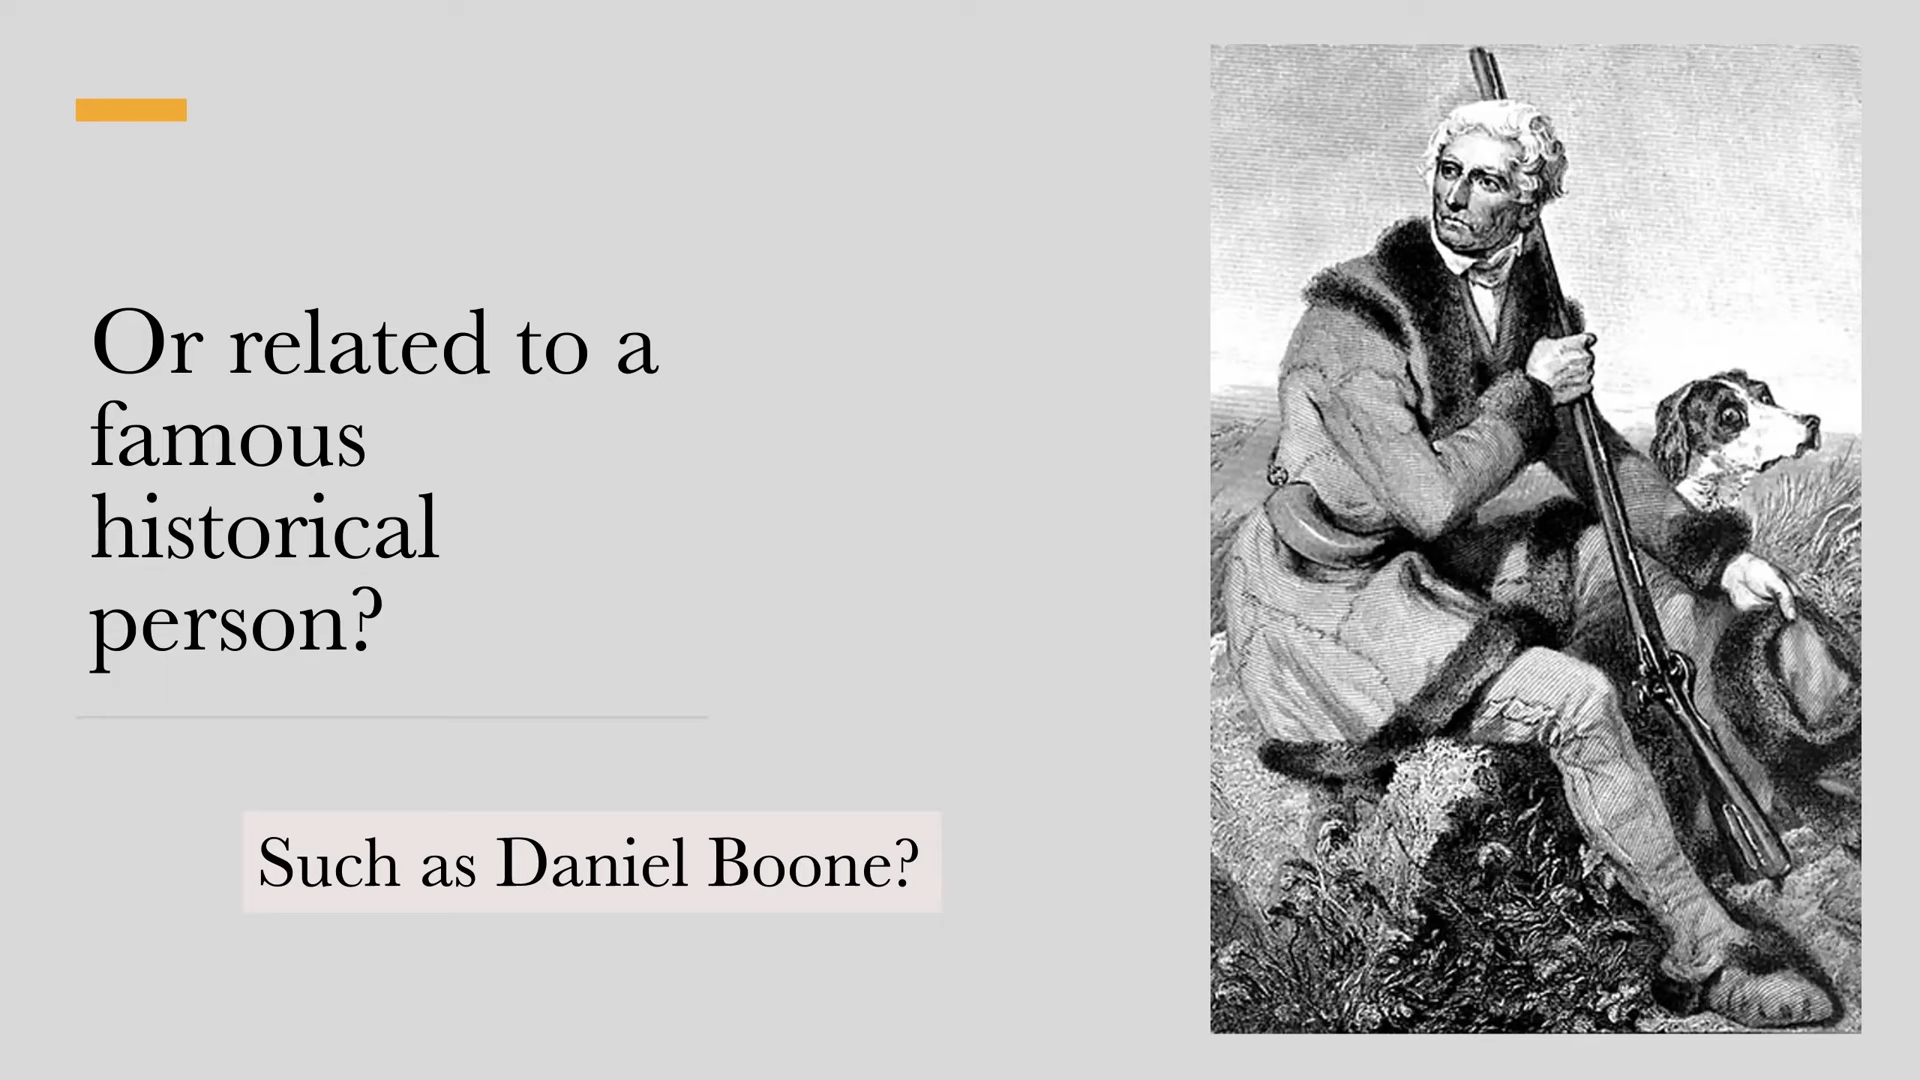 Or related to a
famous
historical
person?
Such as Daniel Boone?